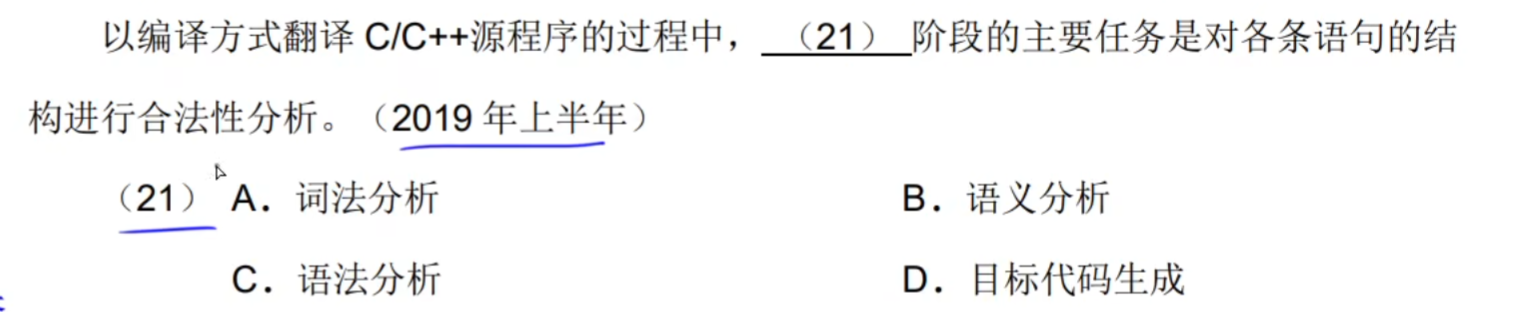 以编译方式翻译 C/C++源程序的过程中，（21）阶段的主要任务是对各条语句的结
构进行合法性分析。（2019 年上半年）
（21） A．词法分析 B．语义分析
C．语法分析 D．目标代码生成